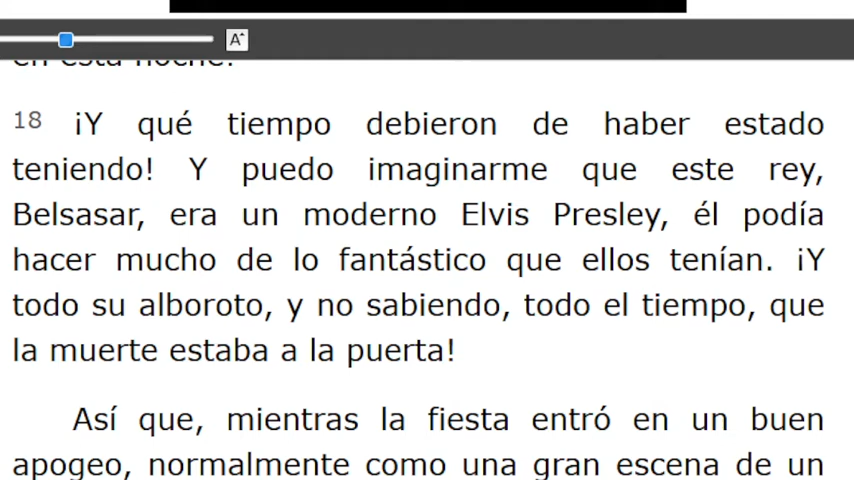 A
en esta noche!
18 ¡Y qué tiempo debieron de haber estado
teniendo! Y puedo imaginarme que este rey,
Belsasar, era un moderno Elvis Presley, él podía
hacer mucho de lo fantástico que ellos tenían. ¡Y
todo su alboroto, y no sabiendo, todo el tiempo, que
la muerte estaba a la puerta!
Así que, mientras la fiesta entró en un buen
apogeo, normalmente como una gran escena de un